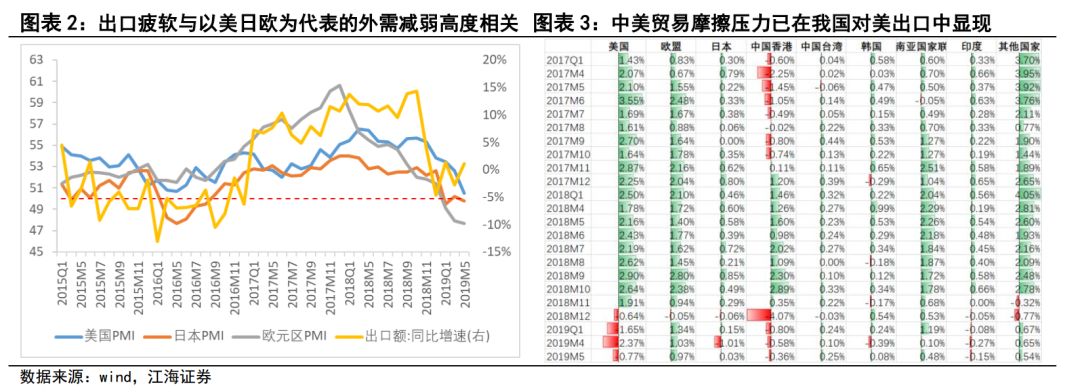 图表 2：出口疲软与以美日欧为代表的外需减弱高度相关
63
61
59
57
55
53
51
49
47
45
20%
15%
10%
5%
0%
-5%
-10%
-15%
2015Q1 2015M5 2015M7 2015M9 2015M11 2016Q1 2016M5 2016M7 2016M9 2016M11 2017Q1 2017M5 2017M7 2017M9 2017M11 2018Q1 2018M5 2018M7 2018M9 2018M11 2019Q1 2019M5
美国PMI 日本PMI 欧元区PMI 出口额:同比增速(右)
图表 3：中美贸易摩擦压力已在我国对美出口中显现
美国 欧盟 日本 中国香港 中国台湾 韩国 南亚国家联 印度 其他国家
2017Q1 1.43% 0.83% 0.30% -0.60% 0.04% 0.58% 0.60% 0.33% 3.70%
2017M4 2.07% 0.67% 0.79% -2.25% 0.02% 0.03% 0.70% 0.66% 3.95%
2017M5 2.10% 1.55% 0.22% -1.45% -0.06% 0.47% 0.50% 0.37% 3.92%
2017M6 3.55% 2.48% 0.33% -1.05% 0.14% 0.49% -0.05% 0.63% 3.76%
2017M7 1.69% 1.67% 0.38% -0.49% 0.05% 0.15% 0.49% 0.28% 2.11%
2017M8 1.61% 0.88% 0.06% -0.02% 0.22% 0.33% 0.70% 0.33% 0.77%
2017M9 2.70% 1.64% 0.00% -0.80% 0.44% 0.53% 1.27% 0.22% 1.90%
2017M10 1.64% 1.78% 0.35% -0.74% 0.13% 0.22% 1.27% 0.19% 1.44%
2017M11 2.87% 2.16% 0.62% 0.11% 0.11% 0.65% 2.51% 0.58% 1.89%
2017M12 2.25% 2.04% 0.80% 1.20% 0.39% -0.29% 1.04% 0.65% 2.65%
2018Q1 2.50% 2.10% 0.46% 1.46% 0.32% 0.22% 2.04% 0.56% 4.05%
2018M4 1.78% 1.72% 0.60% 1.26% 0.27% 0.99% 2.29% 0.19% 2.81%
2018M5 2.16% 1.40% 0.58% 1.60% 0.23% 0.53% 2.26% 0.54% 2.60%
2018M6 2.43% 1.77% 0.39% 0.98% 0.24% 0.29% 2.18% 0.48% 1.93%
2018M7 2.19% 1.62% 0.72% 2.02% 0.27% 0.34% 1.84% 0.45% 2.16%
2018M8 2.62% 1.45% 0.21% 1.09% 0.00% -0.18% 1.87% 0.40% 2.09%
2018M9 2.90% 2.80% 0.85% 2.30% 0.10% 0.12% 1.72% 0.58% 2.48%
2018M10 2.64% 2.38% 0.49% 2.89% 0.33% 0.34% 1.78% 0.66% 2.78%
2018M11 1.91% 0.94% 0.29% 0.35% 0.22% -0.17% 0.68% 0.00% -0.32%
2018M12 -0.64% -0.05% -0.06% -4.07% -0.03% 0.54% 0.53% -0.05% -0.77%
2019Q1 -1.65% 1.34% 0.15% -0.80% 0.24% 0.24% 1.19% -0.08% 0.67%
2019M4 -2.37% 1.03% -1.01% -0.58% 0.10% -0.39% 0.10% -0.27% 0.65%
2019M5 -0.77% 0.97% 0.03% -0.36% 0.25% 0.08% 0.48% -0.15% 0.54%
数据来源：wind，江海证券